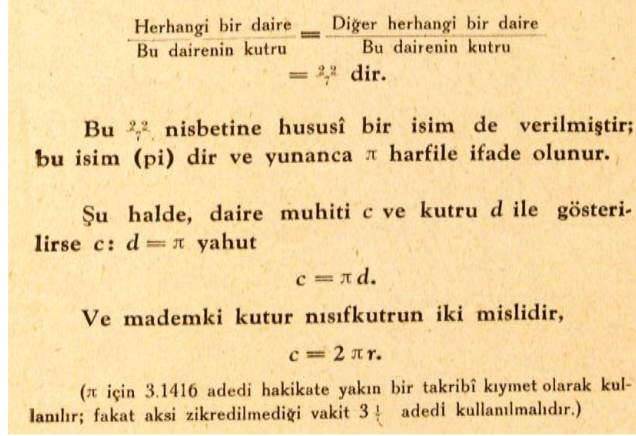 Herhangi bir daire = Diğer herhangi bir daire
Bu dairenin kutru Bu dairenin kutru
= 22/7 dir.
Bu 22/7 nisbetine hususî bir isim de verilmiştir;
bu isim (pi) dir ve yunanca π harfile ifade olunur.
Şu halde, daire muhiti c ve kutru d ile gösteri-
lirse c: d = π yahut
c = π d.
Ve mademki kutur nısıfkutrun iki mislidir,
c = 2 π r.
(π için 3.1416 adedi hakikate yakın bir takribî kıymet olarak kul-
lanılır; fakat aksi zikredilmediği vakit 3 adedi kullanılmalıdır.)